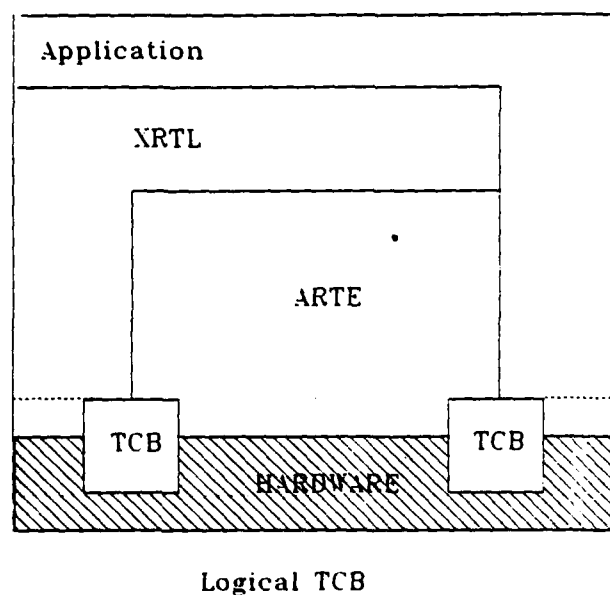 Application
XRTL
ARTE
TCB
TCB
HARDWARE
Logical TCB